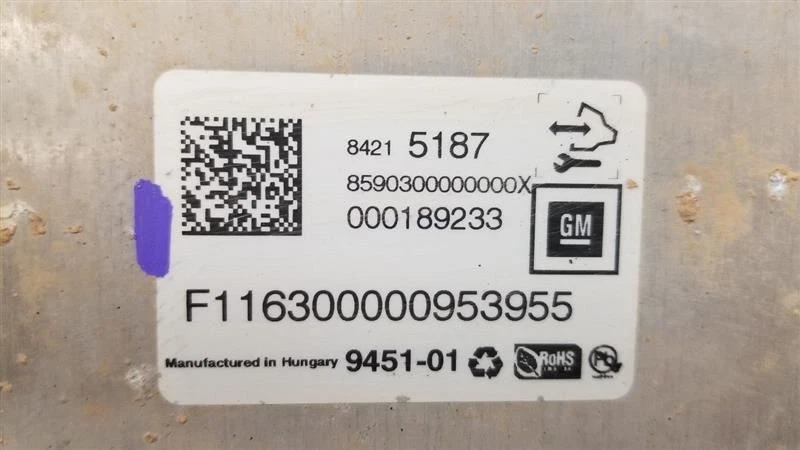 8421 5187
8590300000000X
000189233
GM
F116300000953955
Manufactured in Hungary 9451-01
RoHS